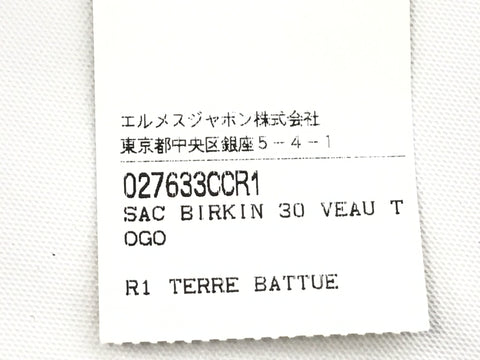 エルメスジャポン株式会社
東京都中央区銀座5-4-1
027633CCR1
SAC BIRKIN 30 VEAU T
OGO
R1 TERRE BATTUE